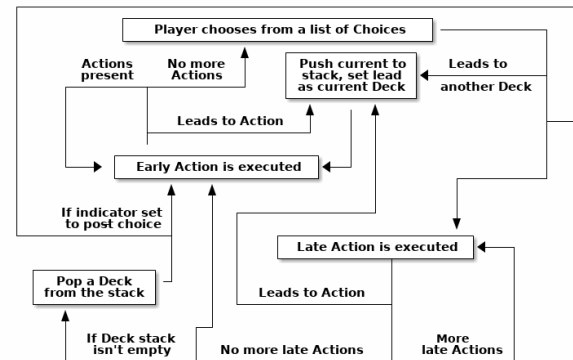 Player chooses from a list of Choices
Actions
present
No more
Actions
Push current to
stack, set lead
as current Deck
Leads to
another Deck
Leads to Action
Early Action is executed
If indicator set
to post choice
Late Action is executed
Pop a Deck
from the stack
Leads to Action
If Deck stack
isn't empty
No more late Actions
More
late Actions